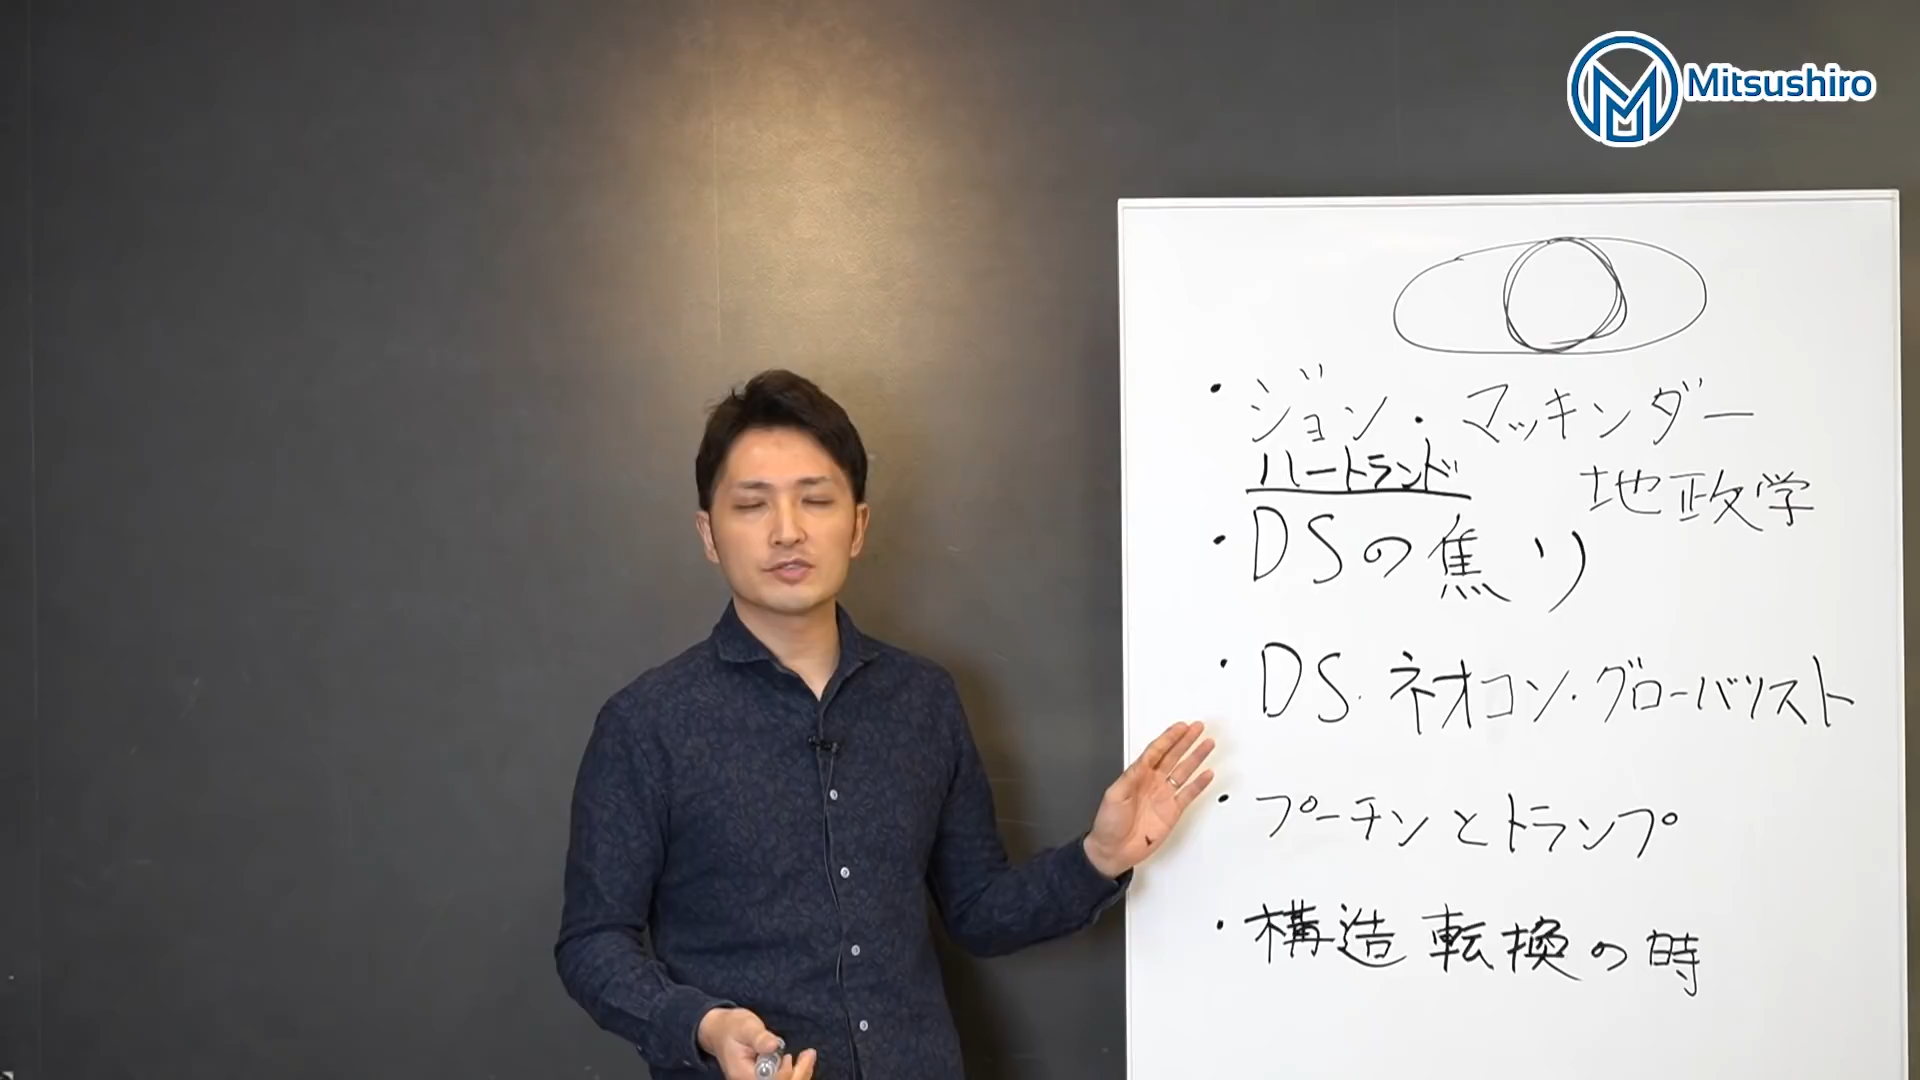 Mitsushiro
・ジョン・マッキンダー
ハートランド
地政学
・DSの焦り
・DS・ネオコン・グローバリスト
・プーチンとトランプ
・構造転換の時